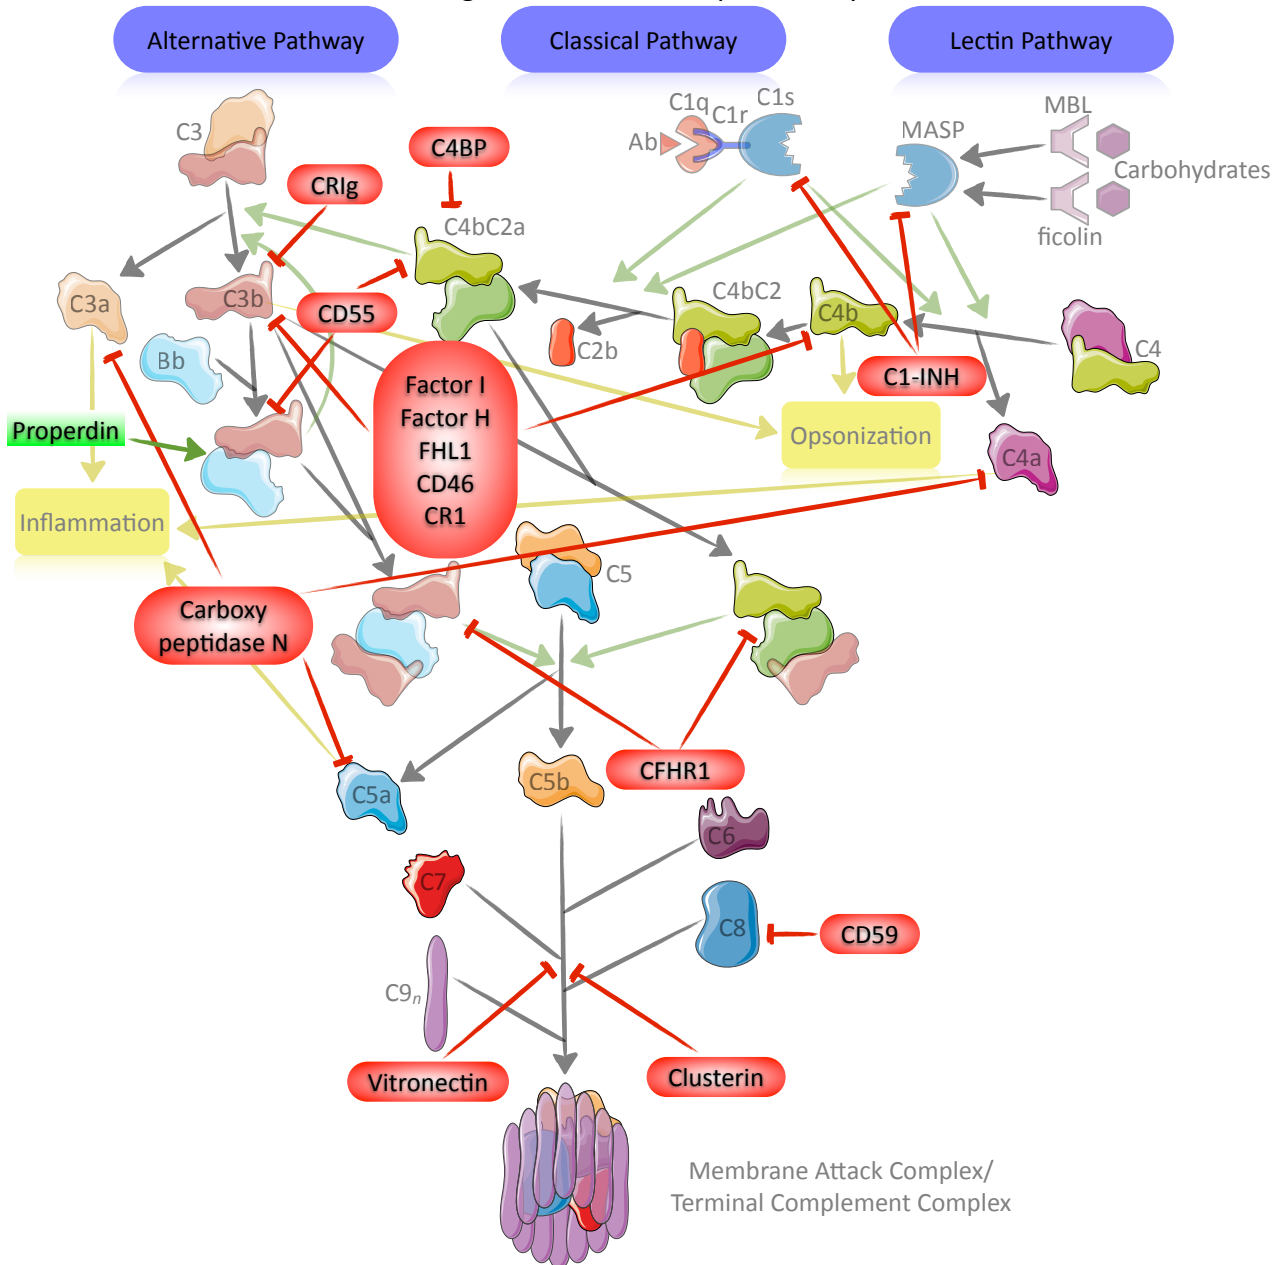 Alternative Pathway
Classical Pathway
Lectin Pathway
C3
C4BP
CRIg
C1q
C1r
C1s
Ab
MASP
MBL
Carbohydrates
ficolin
C4bC2a
C3a
C3b
CD55
C4bC2
C4b
C2b
C4
Bb
C1-INH
Factor I
Factor H
FHL1
CD46
CR1
Properdin
Opsonization
C4a
Inflammation
C5
Carboxy
peptidase N
CFHR1
C5a
C5b
C6
C7
C8
CD59
C9n
Vitronectin
Clusterin
Membrane Attack Complex/
Terminal Complement Complex